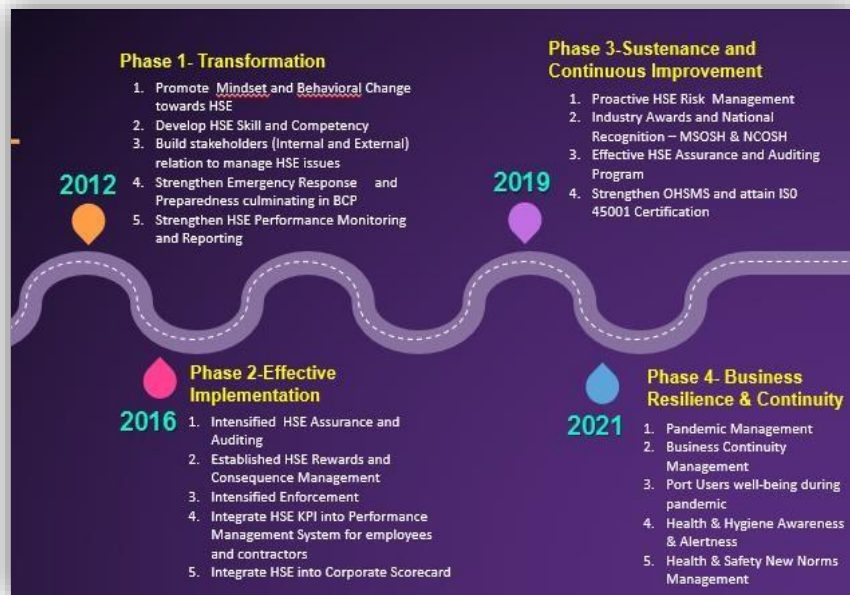 Phase 1- Transformation
1. Promote Mindset and Behavioral Change
towards HSE
2. Develop HSE Skill and Competency
3. Build stakeholders (Internal and External)
relation to manage HSE issues
4. Strengthen Emergency Response and
Preparedness culminating in BCP
5. Strengthen HSE Performance Monitoring
and Reporting
2012
Phase 3-Sustenance and
Continuous Improvement
1. Proactive HSE Risk Management
2. Industry Awards and National
Recognition – MSOSH & NCOSH
3. Effective HSE Assurance and Auditing
Program
4. Strengthen OHSMS and attain IS0
45001 Certification
2019
Phase 2-Effective
Implementation
2016
1. Intensified HSE Assurance and
Auditing
2. Established HSE Rewards and
Consequence Management
3. Intensified Enforcement
4. Integrate HSE KPI into Performance
Management System for employees
and contractors
5. Integrate HSE into Corporate Scorecard
Phase 4- Business
Resilience & Continuity
2021
1. Pandemic Management
2. Business Continuity
Management
3. Port Users well-being during
pandemic
4. Health & Hygiene Awareness
& Alertness
5. Health & Safety New Norms
Management